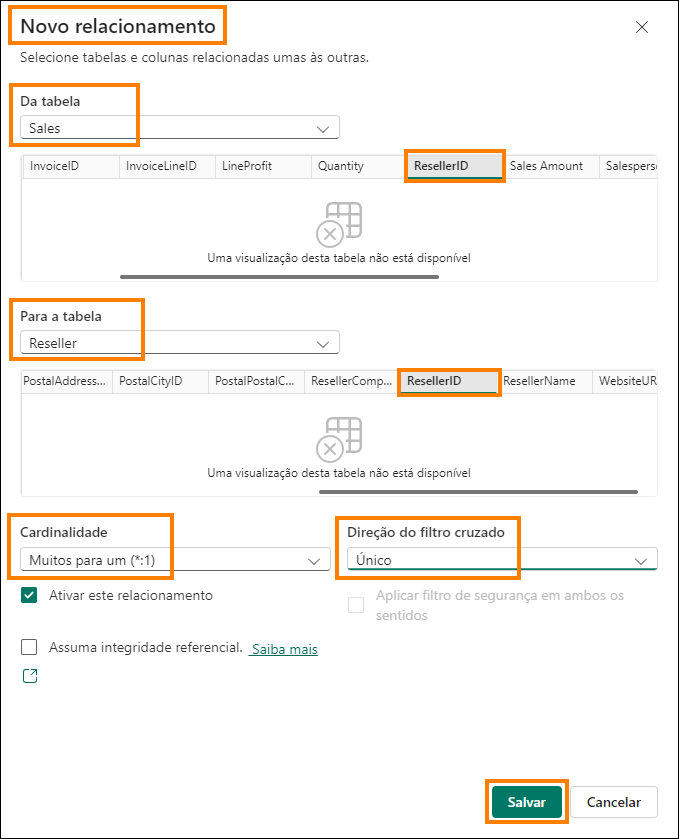 Novo relacionamento
Selecione tabelas e colunas relacionadas umas às outras.
Da tabela
Sales
InvoiceID InvoiceLineID LineProfit Quantity ResellerID Sales Amount Salesperso
Uma visualização desta tabela não está disponível
Para a tabela
Reseller
PostalAddress... PostalCityID PostalPostalC... ResellerComp... ResellerID ResellerName WebsiteUR
Uma visualização desta tabela não está disponível
Cardinalidade Direção do filtro cruzado
Muitos para um (*:1) Único
Ativar este relacionamento Aplicar filtro de segurança em ambos os
sentidos
Assuma integridade referencial. Saiba mais
Salvar Cancelar